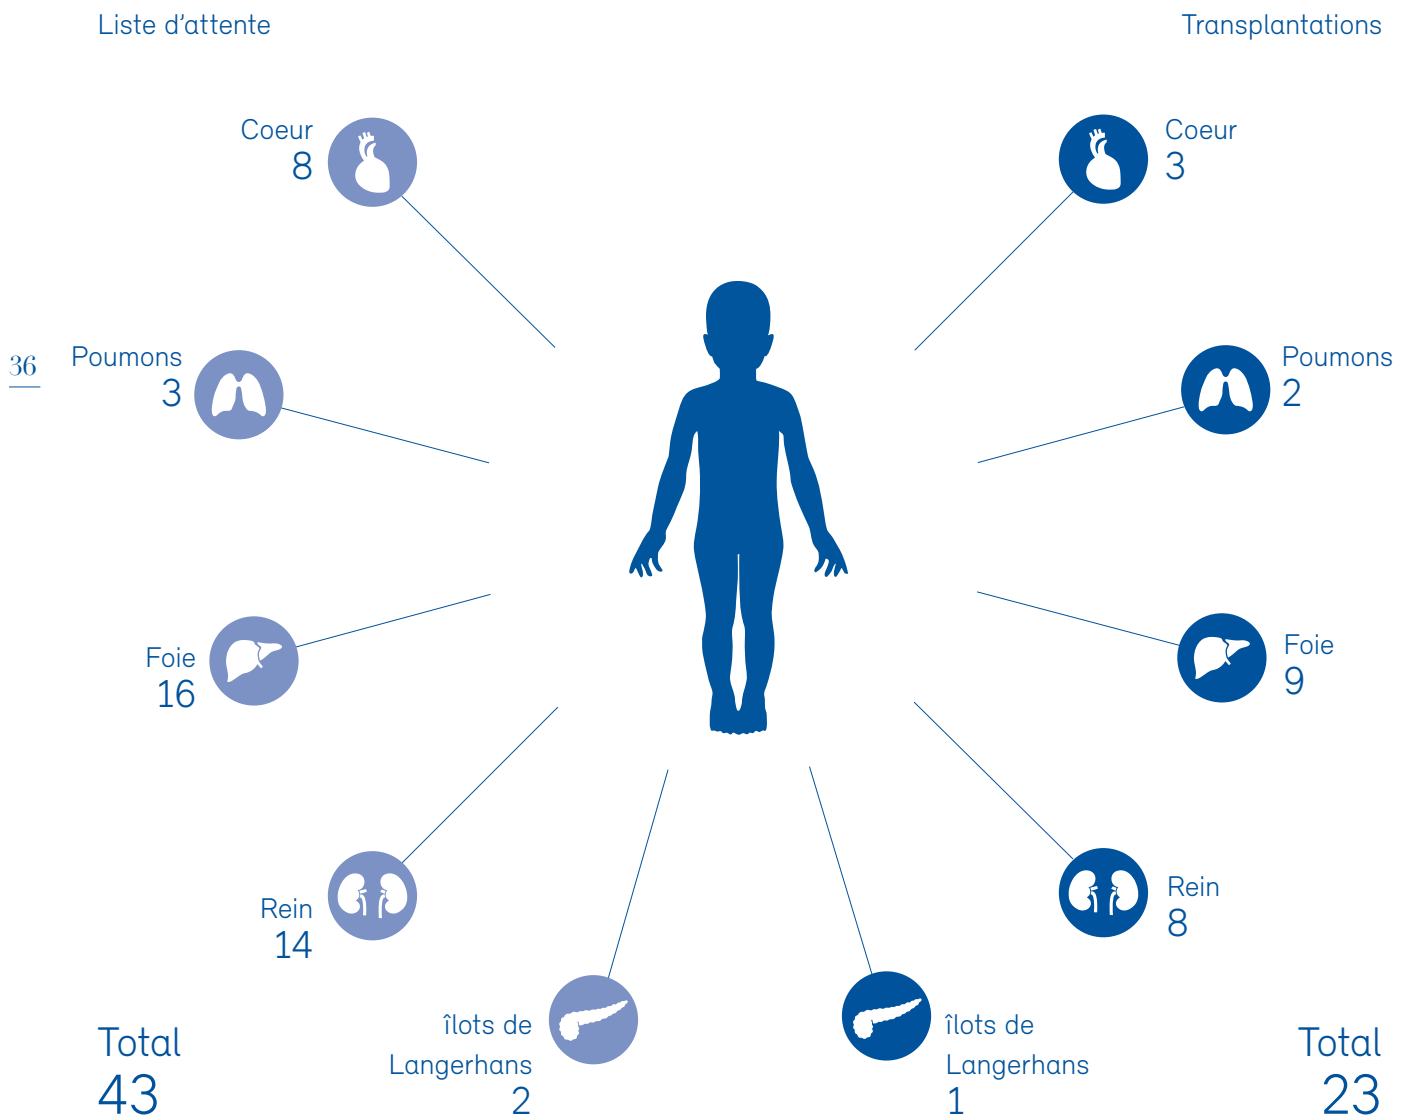 Liste d’attente
Transplantations
Coeur
8
Coeur
3
36
Poumons
3
Poumons
2
Foie
16
Foie
9
Rein
14
Rein
8
îlots de
Langerhans
2
îlots de
Langerhans
1
Total
43
Total
23